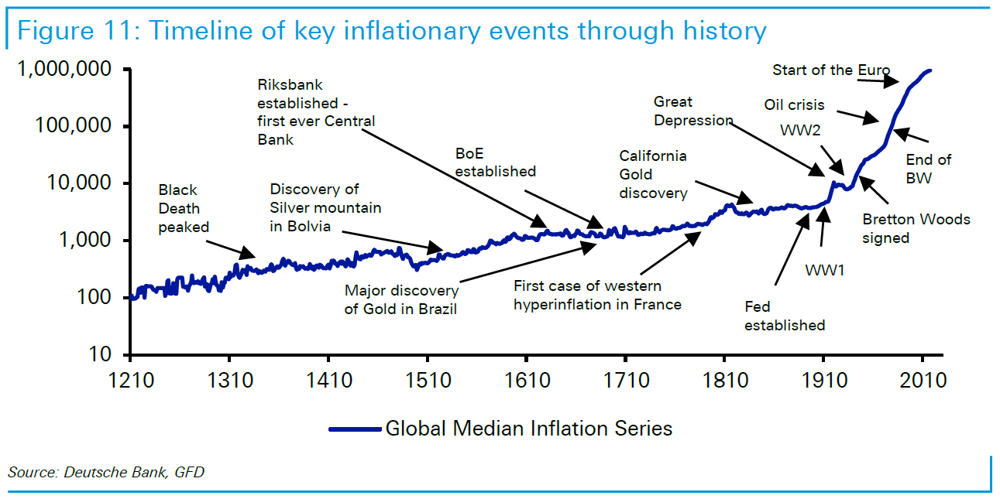 Figure 11: Timeline of key inflationary events through history
1,000,000
100,000
10,000
1,000
100
10
1210
1310
1410
1510
1610
1710
1810
1910
2010
Black
Death
peaked
Riksbank
established -
first ever Central
Bank
Discovery of
Silver mountain
in Bolvia
Major discovery
of Gold in Brazil
BoE
established
First case of western
hyperinflation in France
California
Gold
discovery
Great
Depression
Fed
established
WW1
WW2
Oil crisis
Start of the Euro
End of
BW
Bretton Woods
signed
Global Median Inflation Series
Source: Deutsche Bank, GFD